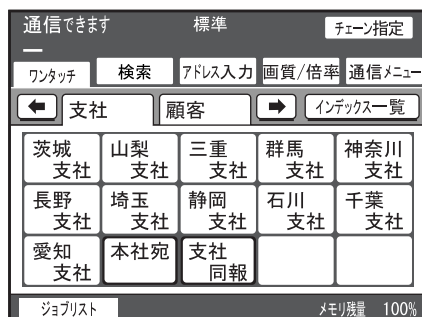 通信できます 標準 チェーン指定
ワンタッチ 検索 アドレス入力 画質/倍率 通信メニュー
支社 顧客 インデックス一覧
茨城 山梨 三重 群馬 神奈川
支社 支社 支社 支社 支社
長野 埼玉 静岡 石川 千葉
支社 支社 支社 支社 支社
愛知 本社宛 支社
支社 同報
ジョブリスト メモリ残量 100%